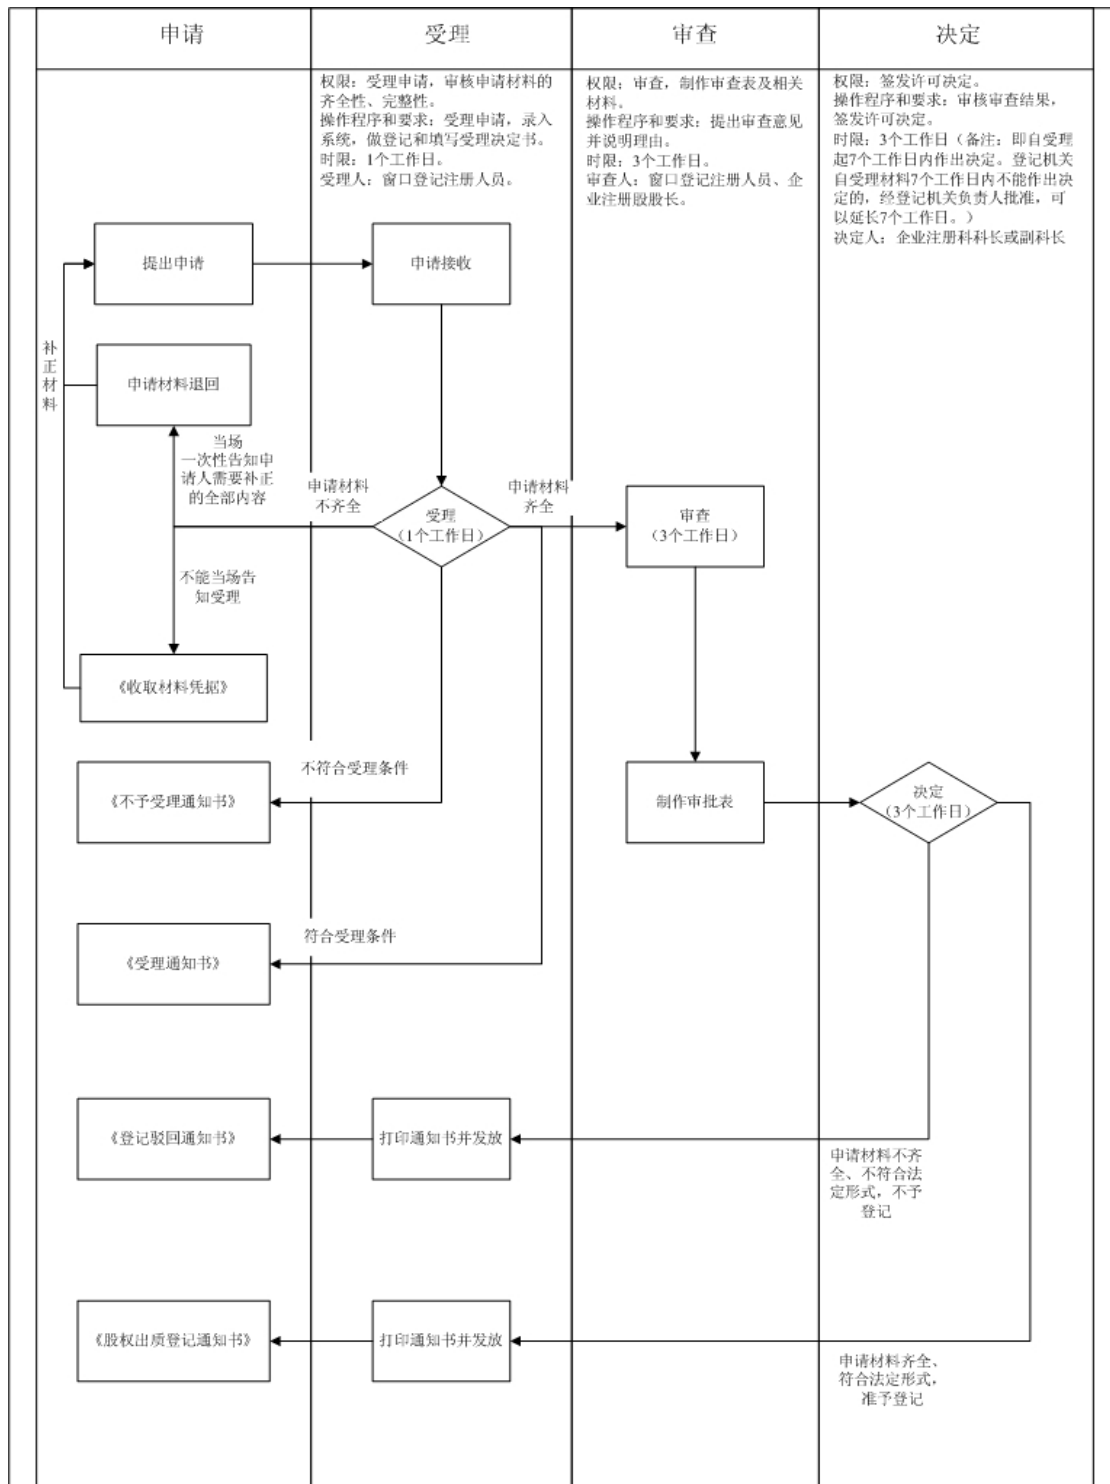 申请
受理
审查
决定
权限：受理申请，审核申请材料的
齐全性、完整性。
操作程序和要求：受理申请，录入
系统，做登记和填写受理决定书。
时限：1个工作日。
受理人：窗口登记注册人员。
权限：审查，制作审查表及相关
材料。
操作程序和要求：提出审查意见
并说明理由。
时限：3个工作日。
审查人：窗口登记注册人员、企
业注册股股长。
权限：签发许可决定。
操作程序和要求：审核审查结果，
签发许可决定。
时限：3个工作日（备注：即自受理
起7个工作日内作出决定。登记机关
自受理材料7个工作日内不能作出决
定的，经登记机关负责人批准，可
以延长7个工作日。）
决定人：企业注册科科长或副科长
提出申请
申请接收
补
正
材
料
申请材料退回
当场
一次性告知申
请人需要补正
的全部内容
申请材料
不齐全
受理
（1个工作日）
申请材料
齐全
审查
（3个工作日）
不能当场告
知受理
《收取材料凭据》
不符合受理条件
《不予受理通知书》
制作审批表
决定
（3个工作日）
符合受理条件
《受理通知书》
《登记驳回通知书》
打印通知书并发放
申请材料不齐
全、不符合法
定形式，不予
登记
《股权出质登记通知书》
打印通知书并发放
申请材料齐全、
符合法定形式，
准予登记